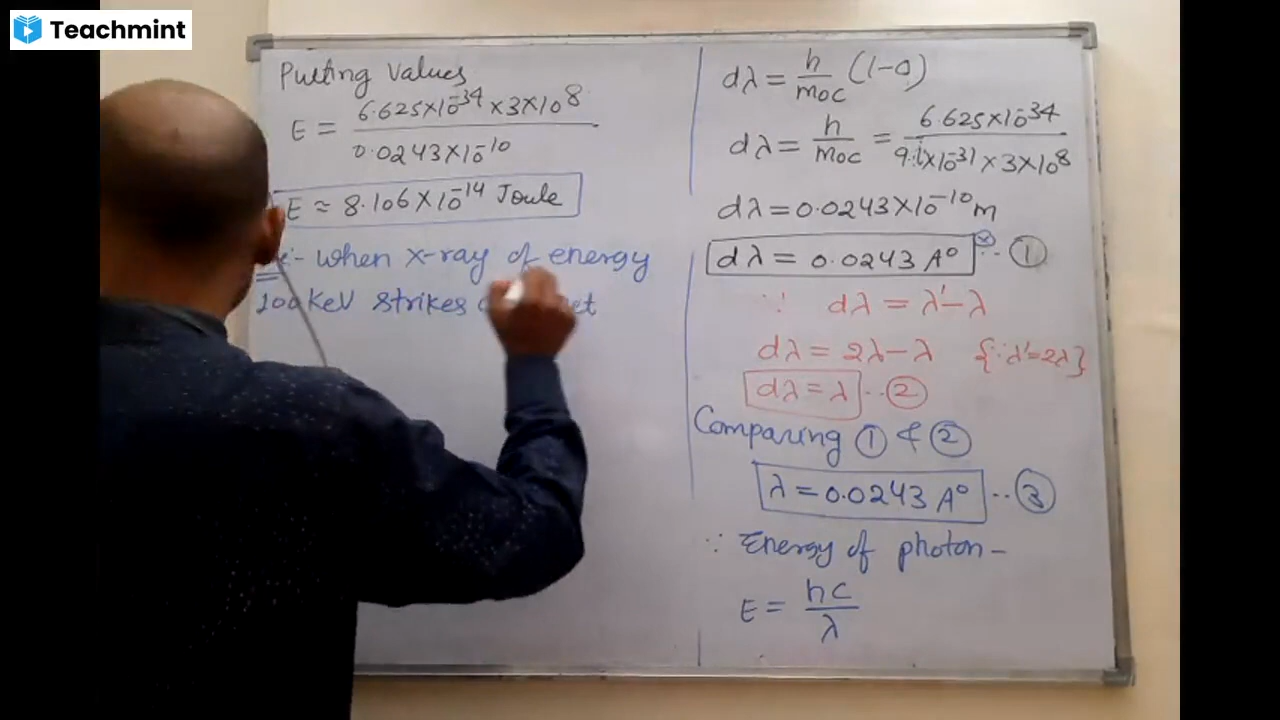 Teachmint
Putting Values
E = 6.625×10⁻³⁴ ×3×10⁸ / 0.0243×10⁻¹⁰
E ≈ 8.106×10⁻¹⁴ Joule
:- when x-ray of energy
100 KeV strikes
dλ = h/m₀c (1-0)
dλ = h/m₀c = 6.625×10⁻³⁴ / 9.1×10⁻³¹ ×3×10⁸
dλ = 0.0243×10⁻¹⁰ m
dλ = 0.0243 A⁰ .. ①
∵ dλ = λ' - λ
dλ = 2λ - λ {∵ λ'=2λ}
dλ = λ .. ②
Comparing ① & ②
λ = 0.0243 A⁰ .. ③
∵ Energy of photon -
E = hc/λ